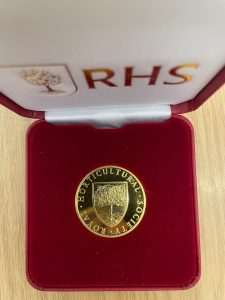 RHS
ROYAL · HORTICULTURAL · SOCIETY ·